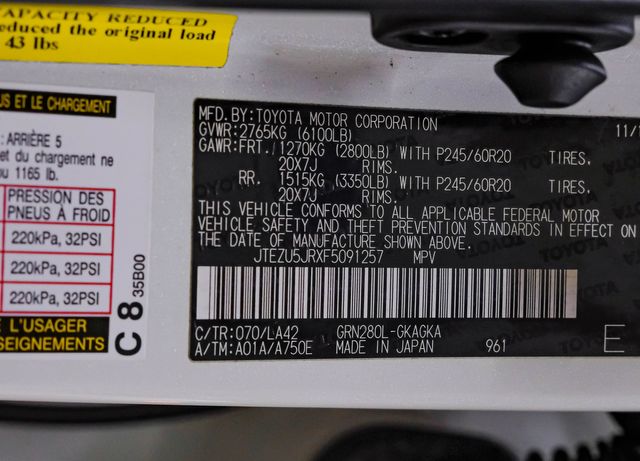 CAPACITY REDUCED
educed the original load
43 lbs
US ET LE CHARGEMENT
: ARRIÈRE 5
et du chargement ne
ou 1165 lb.
PRESSION DES
PNEUS À FROID
220kPa, 32PSI
220kPa, 32PSI
220kPa, 32PSI
L'USAGER
SEIGNEMENTS
C 8 35B00
MFD.BY:TOYOTA MOTOR CORPORATION
GVWR:2765KG (6100LB) 11/
GAWR:FRT. 1270KG (2800LB) WITH P245/60R20 TIRES,
20X7J RIMS.
RR. 1515KG (3350LB) WITH P245/60R20 TIRES,
20X7J RIMS.
THIS VEHICLE CONFORMS TO ALL APPLICABLE FEDERAL MOTOR
VEHICLE SAFETY AND THEFT PREVENTION STANDARDS IN EFFECT ON
THE DATE OF MANUFACTURE SHOWN ABOVE.
JTEZU5JRXF5091257 MPV
C/TR:070/LA42 GRN280L-GKAGKA
A/TM:A01A/A750E MADE IN JAPAN 961 E